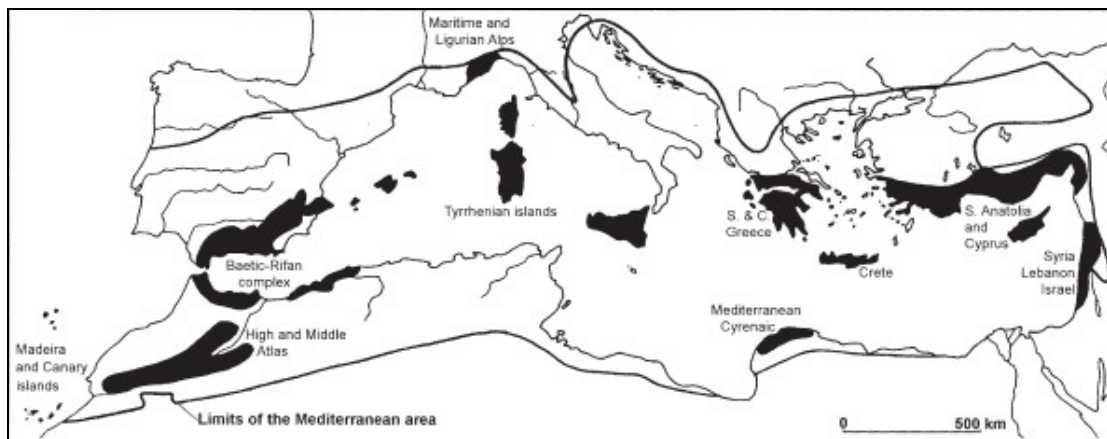 Maritime and
Ligurian Alps
Tyrrhenian islands
S. & C.
Greece
S. Anatolia
and
Cyprus
Baetic-Rifan
complex
Crete
Syria
Lebanon
Israel
Mediterranean
Cyrenaic
High and Middle
Atlas
Madeira
and Canary
islands
Limits of the Mediterranean area
0 500 km